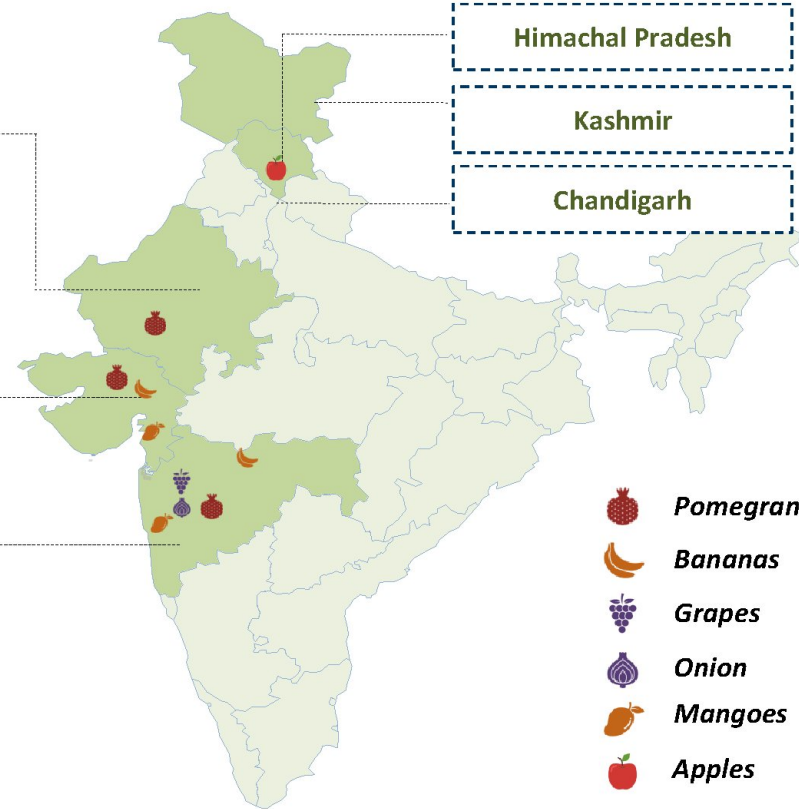 Himachal Pradesh
Kashmir
Chandigarh
Pomegran
Bananas
Grapes
Onion
Mangoes
Apples